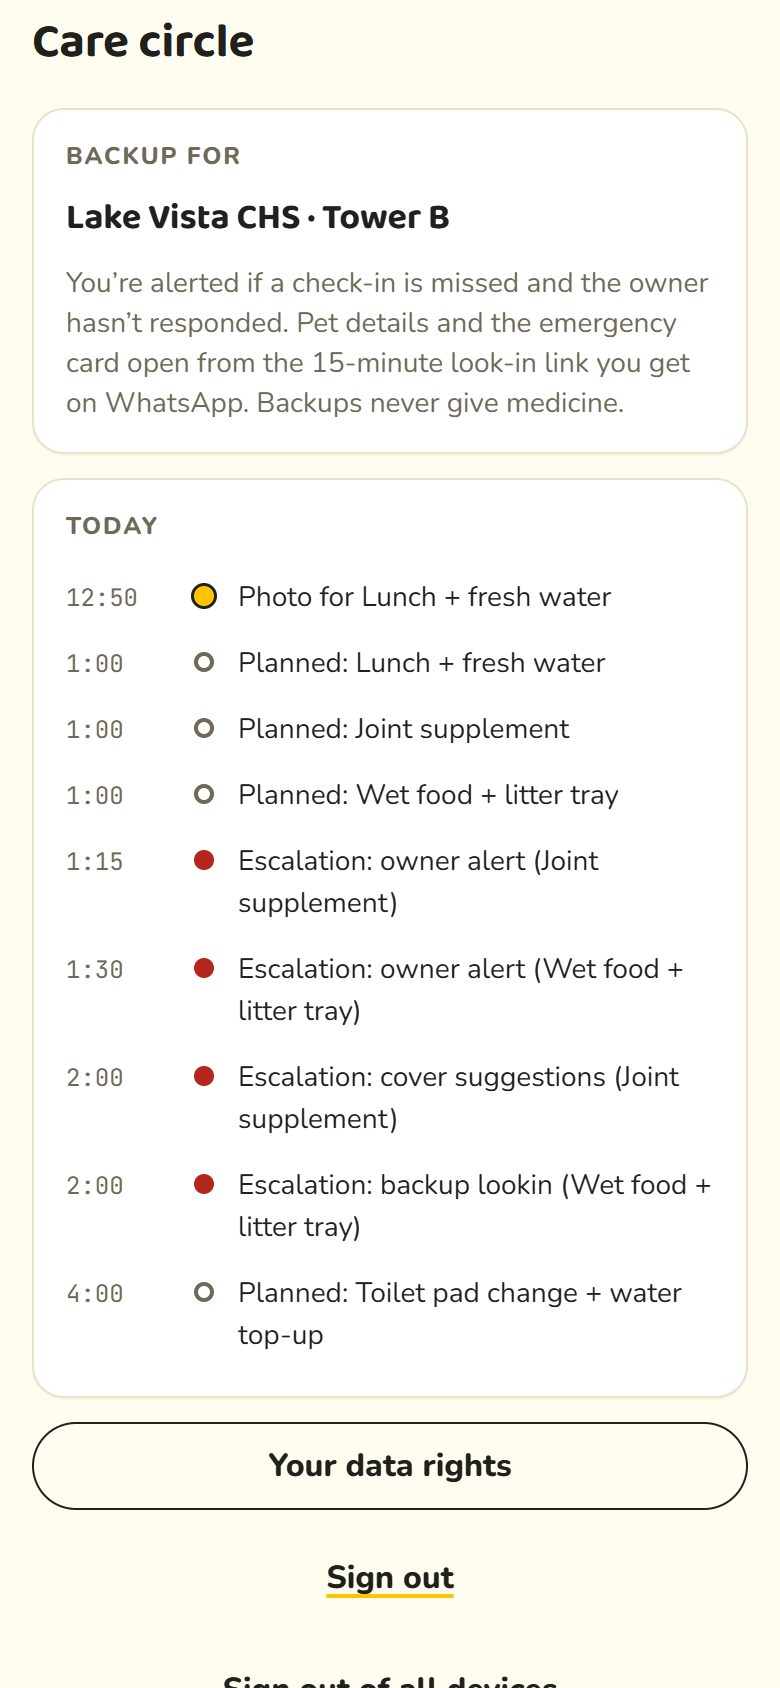 Care circle
BACKUP FOR
Lake Vista CHS · Tower B
You’re alerted if a check-in is missed and the owner
hasn’t responded. Pet details and the emergency
card open from the 15-minute look-in link you get
on WhatsApp. Backups never give medicine.
TODAY
12:50 Photo for Lunch + fresh water
1:00 Planned: Lunch + fresh water
1:00 Planned: Joint supplement
1:00 Planned: Wet food + litter tray
1:15 Escalation: owner alert (Joint
supplement)
1:30 Escalation: owner alert (Wet food +
litter tray)
2:00 Escalation: cover suggestions (Joint
supplement)
2:00 Escalation: backup lookin (Wet food +
litter tray)
4:00 Planned: Toilet pad change + water
top-up
Your data rights
Sign out
Sign out of all devices